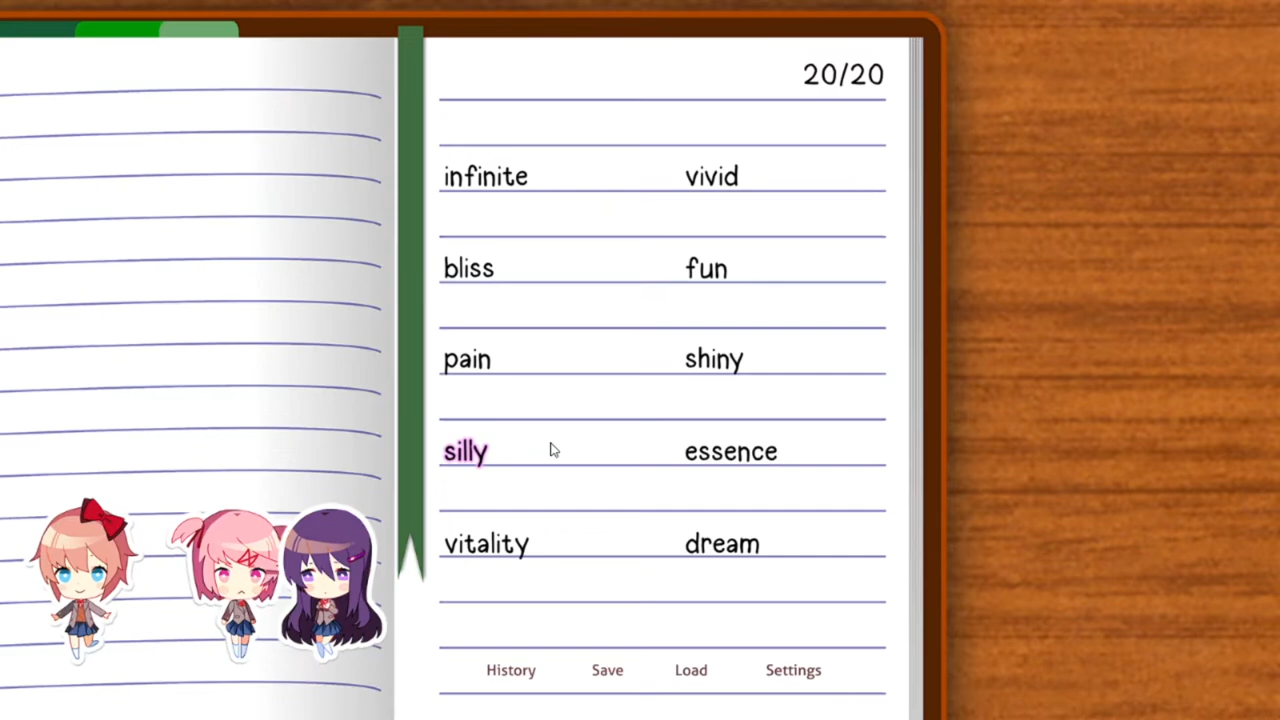 20/20
infinite vivid
bliss fun
pain shiny
silly essence
vitality dream
History Save Load Settings